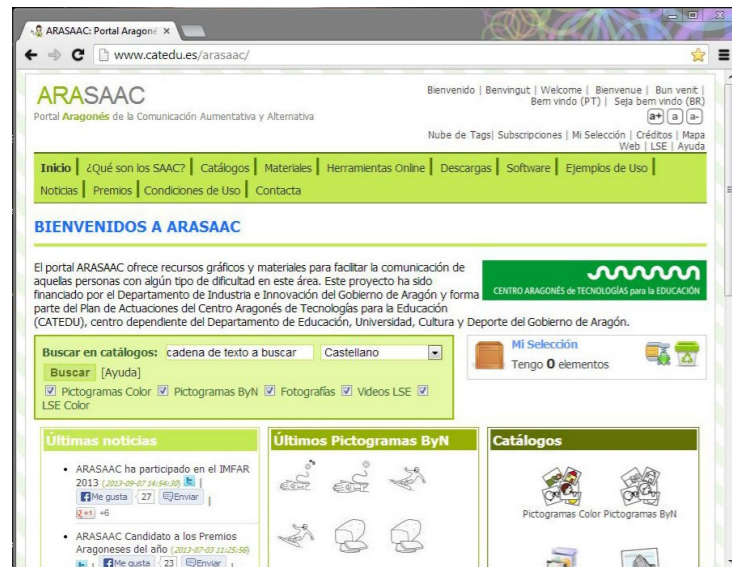 ARASAAC: Portal Aragone
www.catedu.es/arasaac/
ARASAAC
Portal Aragonés de la Comunicación Aumentativa y Alternativa
Bienvenido | Benvingut | Welcome | Bienvenue | Bun venit |
Bem vindo (PT) | Seja bem vindo (BR)
a+ a a-
Nube de Tags| Subscripciones | Mi Selección | Créditos | Mapa
Web | LSE | Ayuda
Inicio | ¿Qué son los SAAC? | Catálogos | Materiales | Herramientas Online | Descargas | Software | Ejemplos de Uso |
Noticias | Premios | Condiciones de Uso | Contacta
BIENVENIDOS A ARASAAC
El portal ARASAAC ofrece recursos gráficos y materiales para facilitar la comunicación de
aquellas personas con algún tipo de dificultad en este área. Este proyecto ha sido
financiado por el Departamento de Industria e Innovación del Gobierno de Aragón y forma
parte del Plan de Actuaciones del Centro Aragonés de Tecnologías para la Educación
(CATEDU), centro dependiente del Departamento de Educación, Universidad, Cultura y Deporte del Gobierno de Aragón.
CENTRO ARAGONÉS de TECNOLOGÍAS para la EDUCACIÓN
Buscar en catálogos: cadena de texto a buscar Castellano
Buscar [Ayuda]
Pictogramas Color Pictogramas ByN Fotografías Videos LSE
LSE Color
Mi Selección
Tengo 0 elementos
Últimas noticias
ARASAAC ha participado en el IMFAR
2013 (2013-09-07 14:54:30) |
Me gusta 27 Enviar |
+1 +6
ARASAAC Candidato a los Premios
Aragoneses del año (2013-07-03 11:25:56)
| Me gusta 23 Enviar |
Últimos Pictogramas ByN
Catálogos
Pictogramas Color Pictogramas ByN